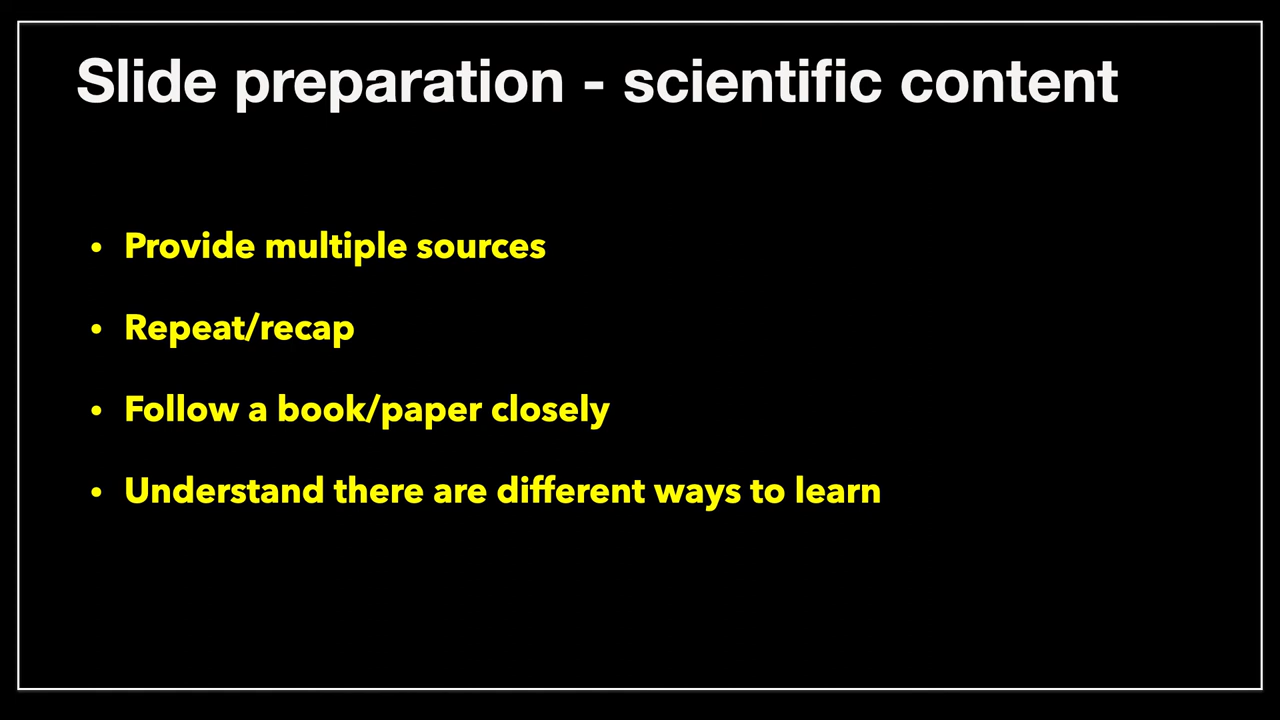 Slide preparation - scientific content
• Provide multiple sources
• Repeat/recap
• Follow a book/paper closely
• Understand there are different ways to learn